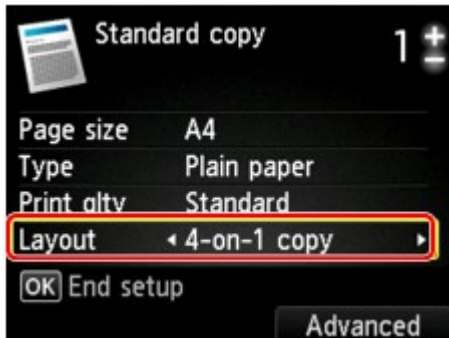 Standard copy
1
Page size A4
Type Plain paper
Print qlty Standard
Layout 4-on-1 copy
OK End setup
Advanced